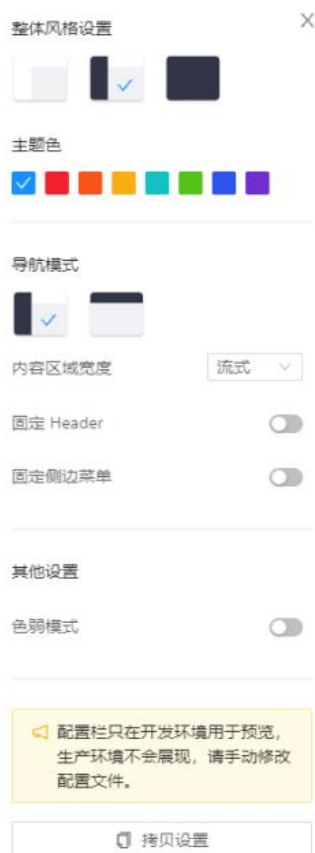 整体风格设置
主题色
导航模式
内容区域宽度 流式
固定 Header
固定侧边菜单
其他设置
色弱模式
配置栏只在开发环境用于预览，
生产环境不会展现，请手动修改
配置文件。
拷贝设置